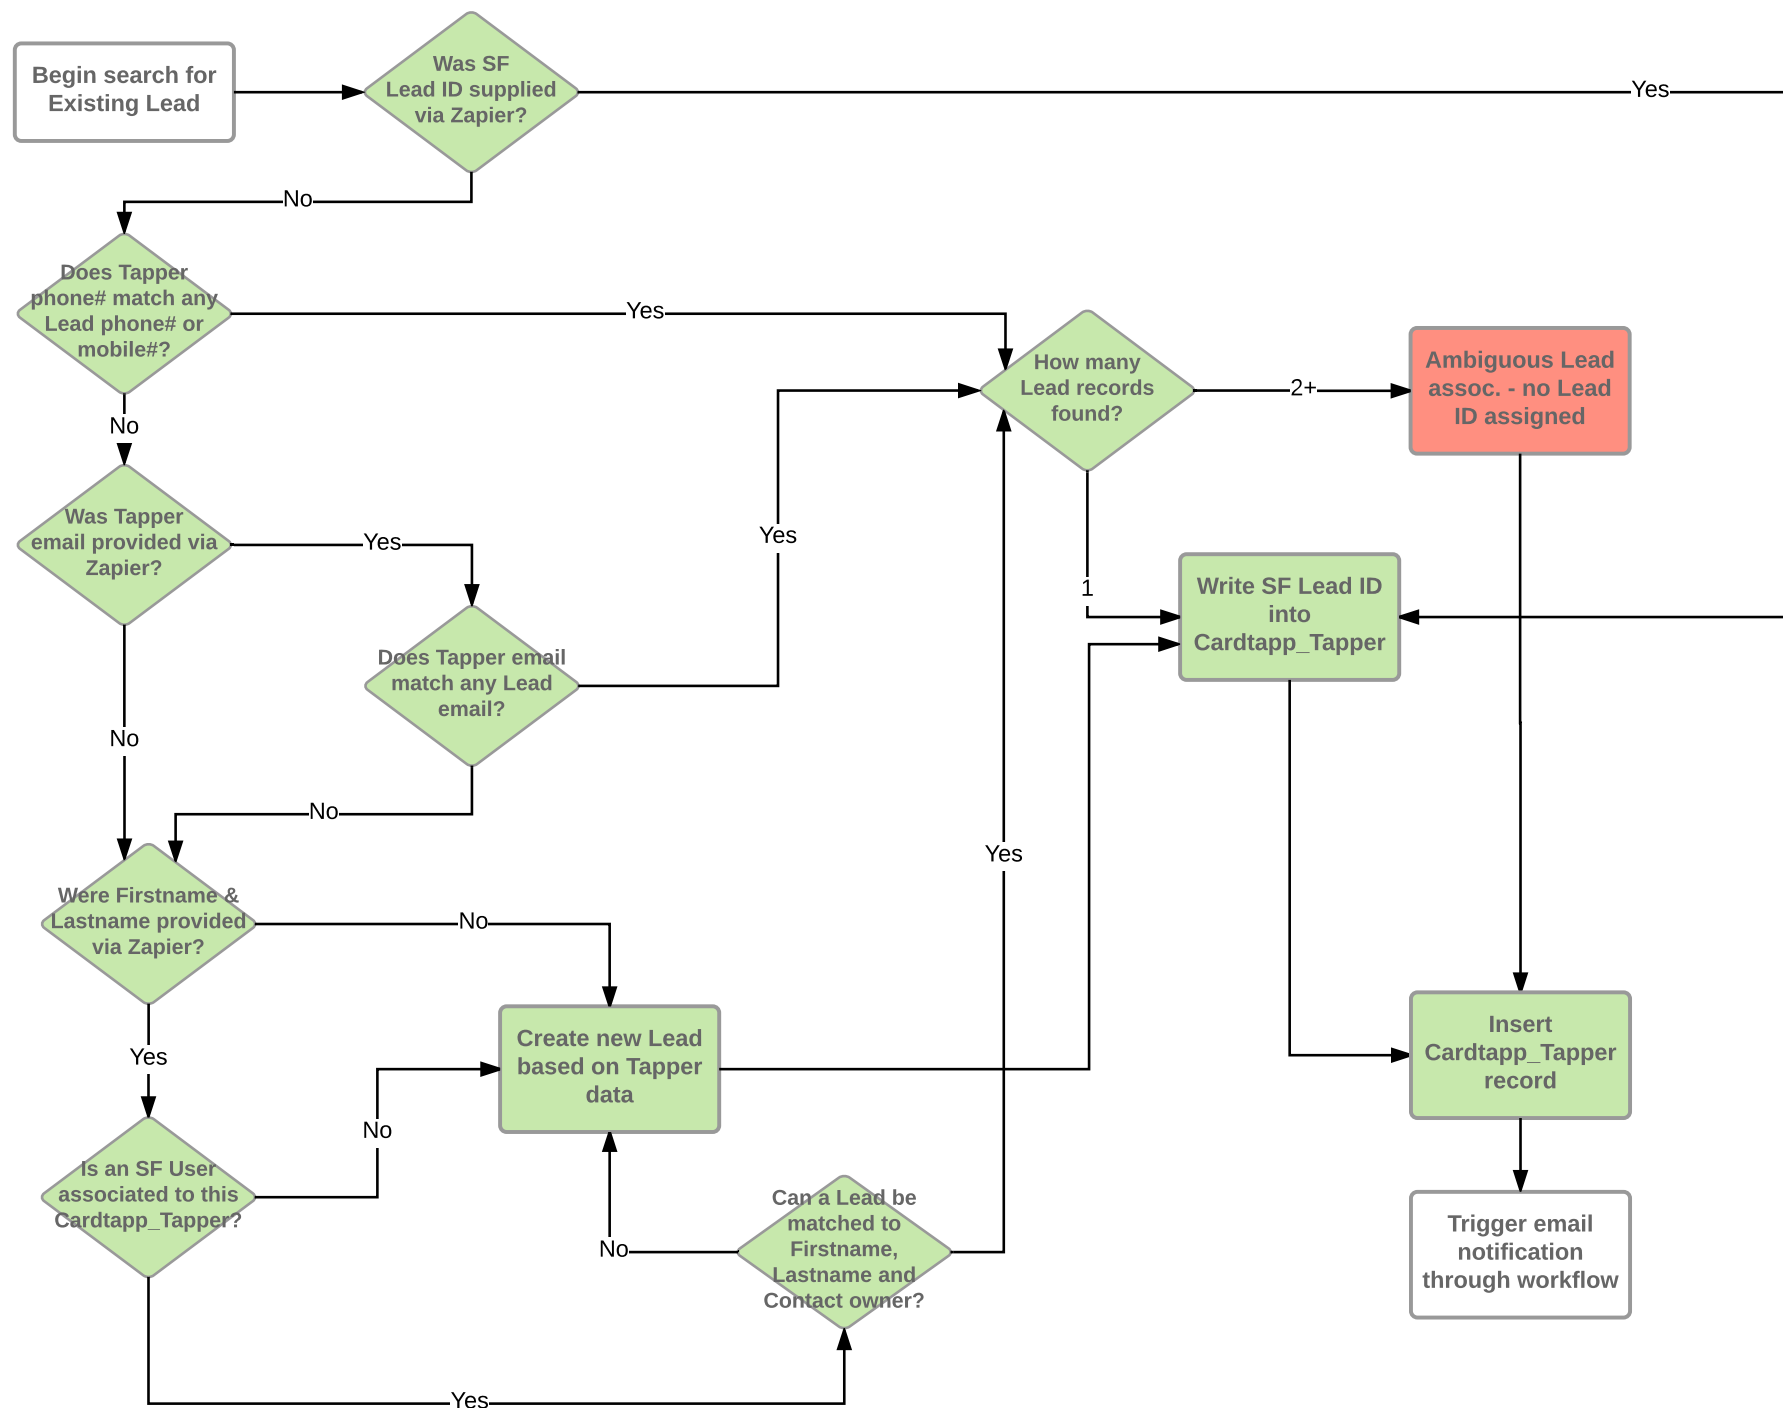 Begin search for
Existing Lead
Was SF
Lead ID supplied
via Zapier?
Yes
No
Does Tapper
phone# match any
Lead phone# or
mobile#?
Yes
No
How many
Lead records
found?
2+
Ambiguous Lead
assoc. - no Lead
ID assigned
Was Tapper
email provided via
Zapier?
Yes
Yes
1
Write SF Lead ID
into
Cardtapp_Tapper
Does Tapper email
match any Lead
email?
No
No
Yes
Were Firstname &
Lastname provided
via Zapier?
No
Yes
Create new Lead
based on Tapper
data
Insert
Cardtapp_Tapper
record
Is an SF User
associated to this
Cardtapp_Tapper?
No
Can a Lead be
matched to
Firstname,
Lastname and
Contact owner?
No
Trigger email
notification
through workflow
Yes